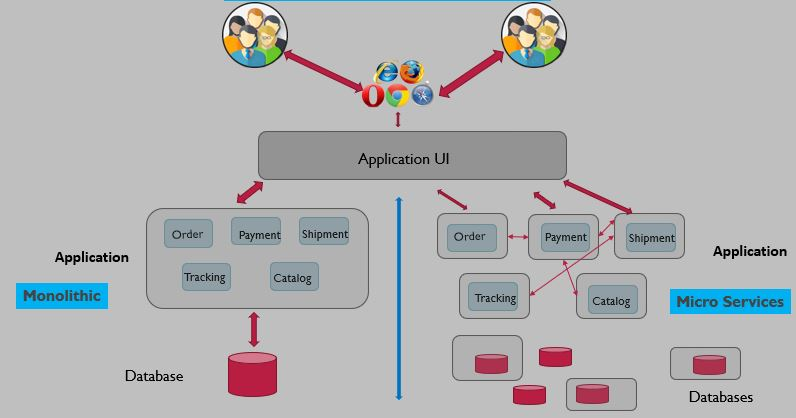 Application UI
Order
Payment
Shipment
Tracking
Catalog
Application
Monolithic
Database
Order
Payment
Shipment
Tracking
Catalog
Application
Micro Services
Databases